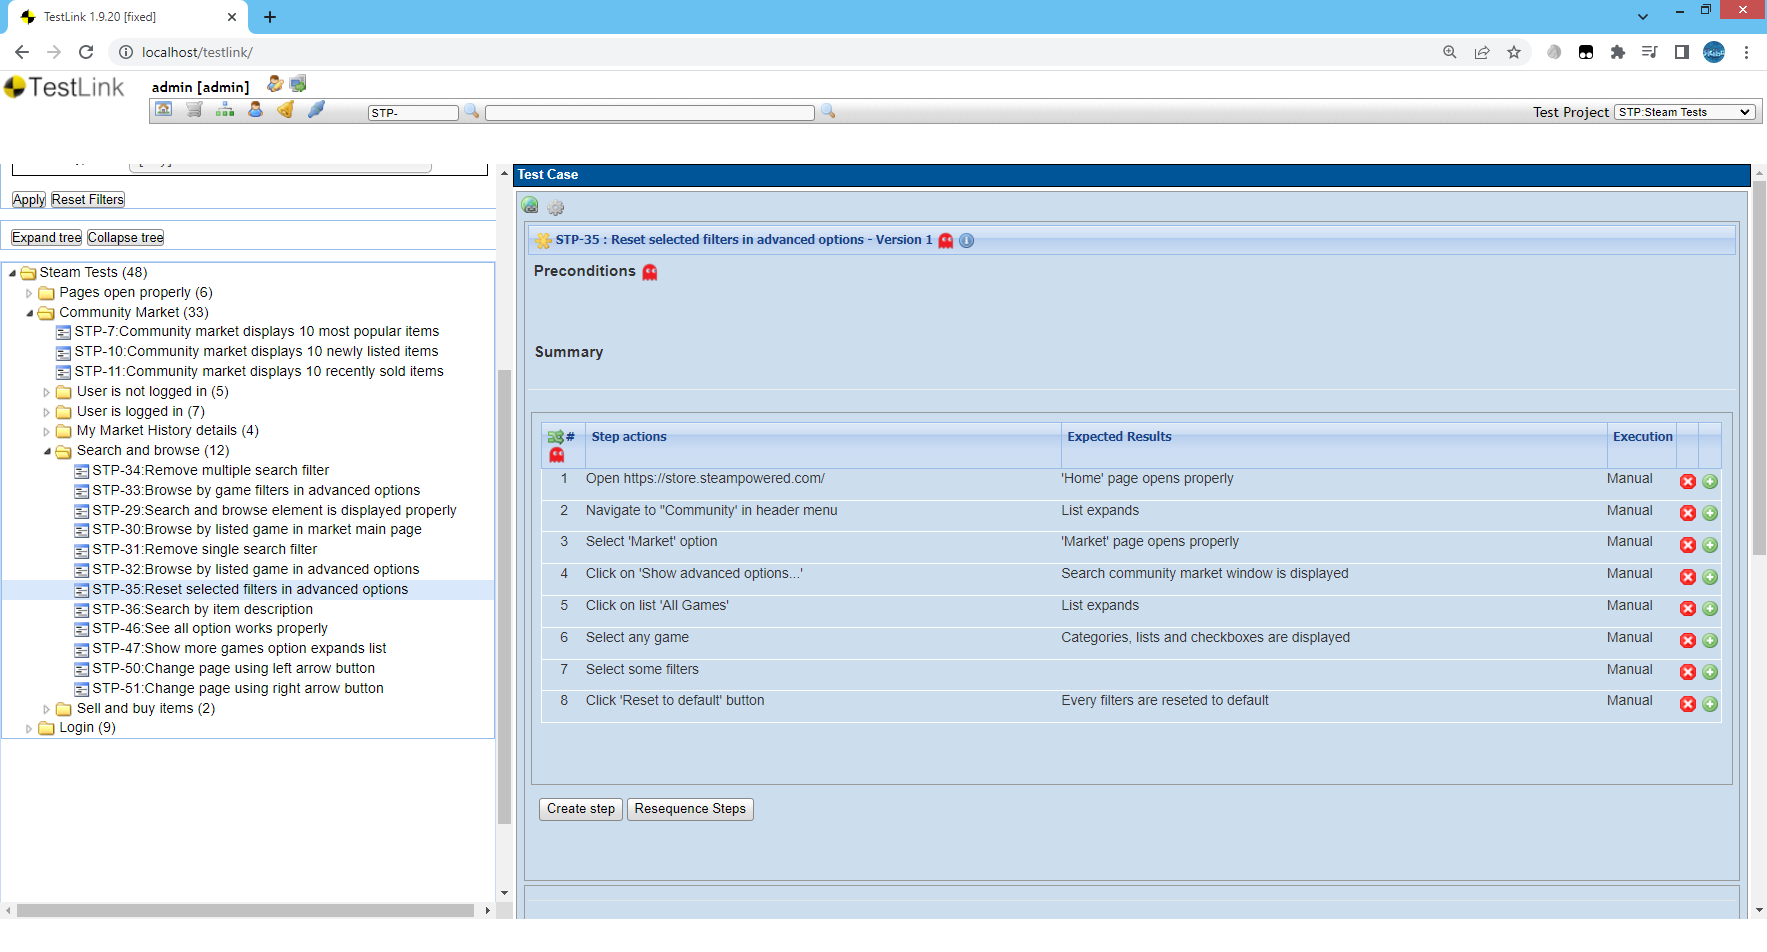 TestLink 1.9.20 [fixed]
localhost/testlink/
TestLink
admin [admin]
STP-
Test Project
STP:Steam Tests
Apply
Reset Filters
Expand tree
Collapse tree
Steam Tests (48)
Pages open properly (6)
Community Market (33)
STP-7:Community market displays 10 most popular items
STP-10:Community market displays 10 newly listed items
STP-11:Community market displays 10 recently sold items
User is not logged in (5)
User is logged in (7)
My Market History details (4)
Search and browse (12)
STP-34:Remove multiple search filter
STP-33:Browse by game filters in advanced options
STP-29:Search and browse element is displayed properly
STP-30:Browse by listed game in market main page
STP-31:Remove single search filter
STP-32:Browse by listed game in advanced options
STP-35:Reset selected filters in advanced options
STP-36:Search by item description
STP-46:See all option works properly
STP-47:Show more games option expands list
STP-50:Change page using left arrow button
STP-51:Change page using right arrow button
Sell and buy items (2)
Login (9)
Test Case
STP-35 : Reset selected filters in advanced options - Version 1
Preconditions
Summary
# Step actions Expected Results Execution
1 Open https://store.steampowered.com/ 'Home' page opens properly Manual
2 Navigate to "Community' in header menu List expands Manual
3 Select 'Market' option 'Market' page opens properly Manual
4 Click on 'Show advanced options...' Search community market window is displayed Manual
5 Click on list 'All Games' List expands Manual
6 Select any game Categories, lists and checkboxes are displayed Manual
7 Select some filters Manual
8 Click 'Reset to default' button Every filters are reseted to default Manual
Create step
Resequence Steps